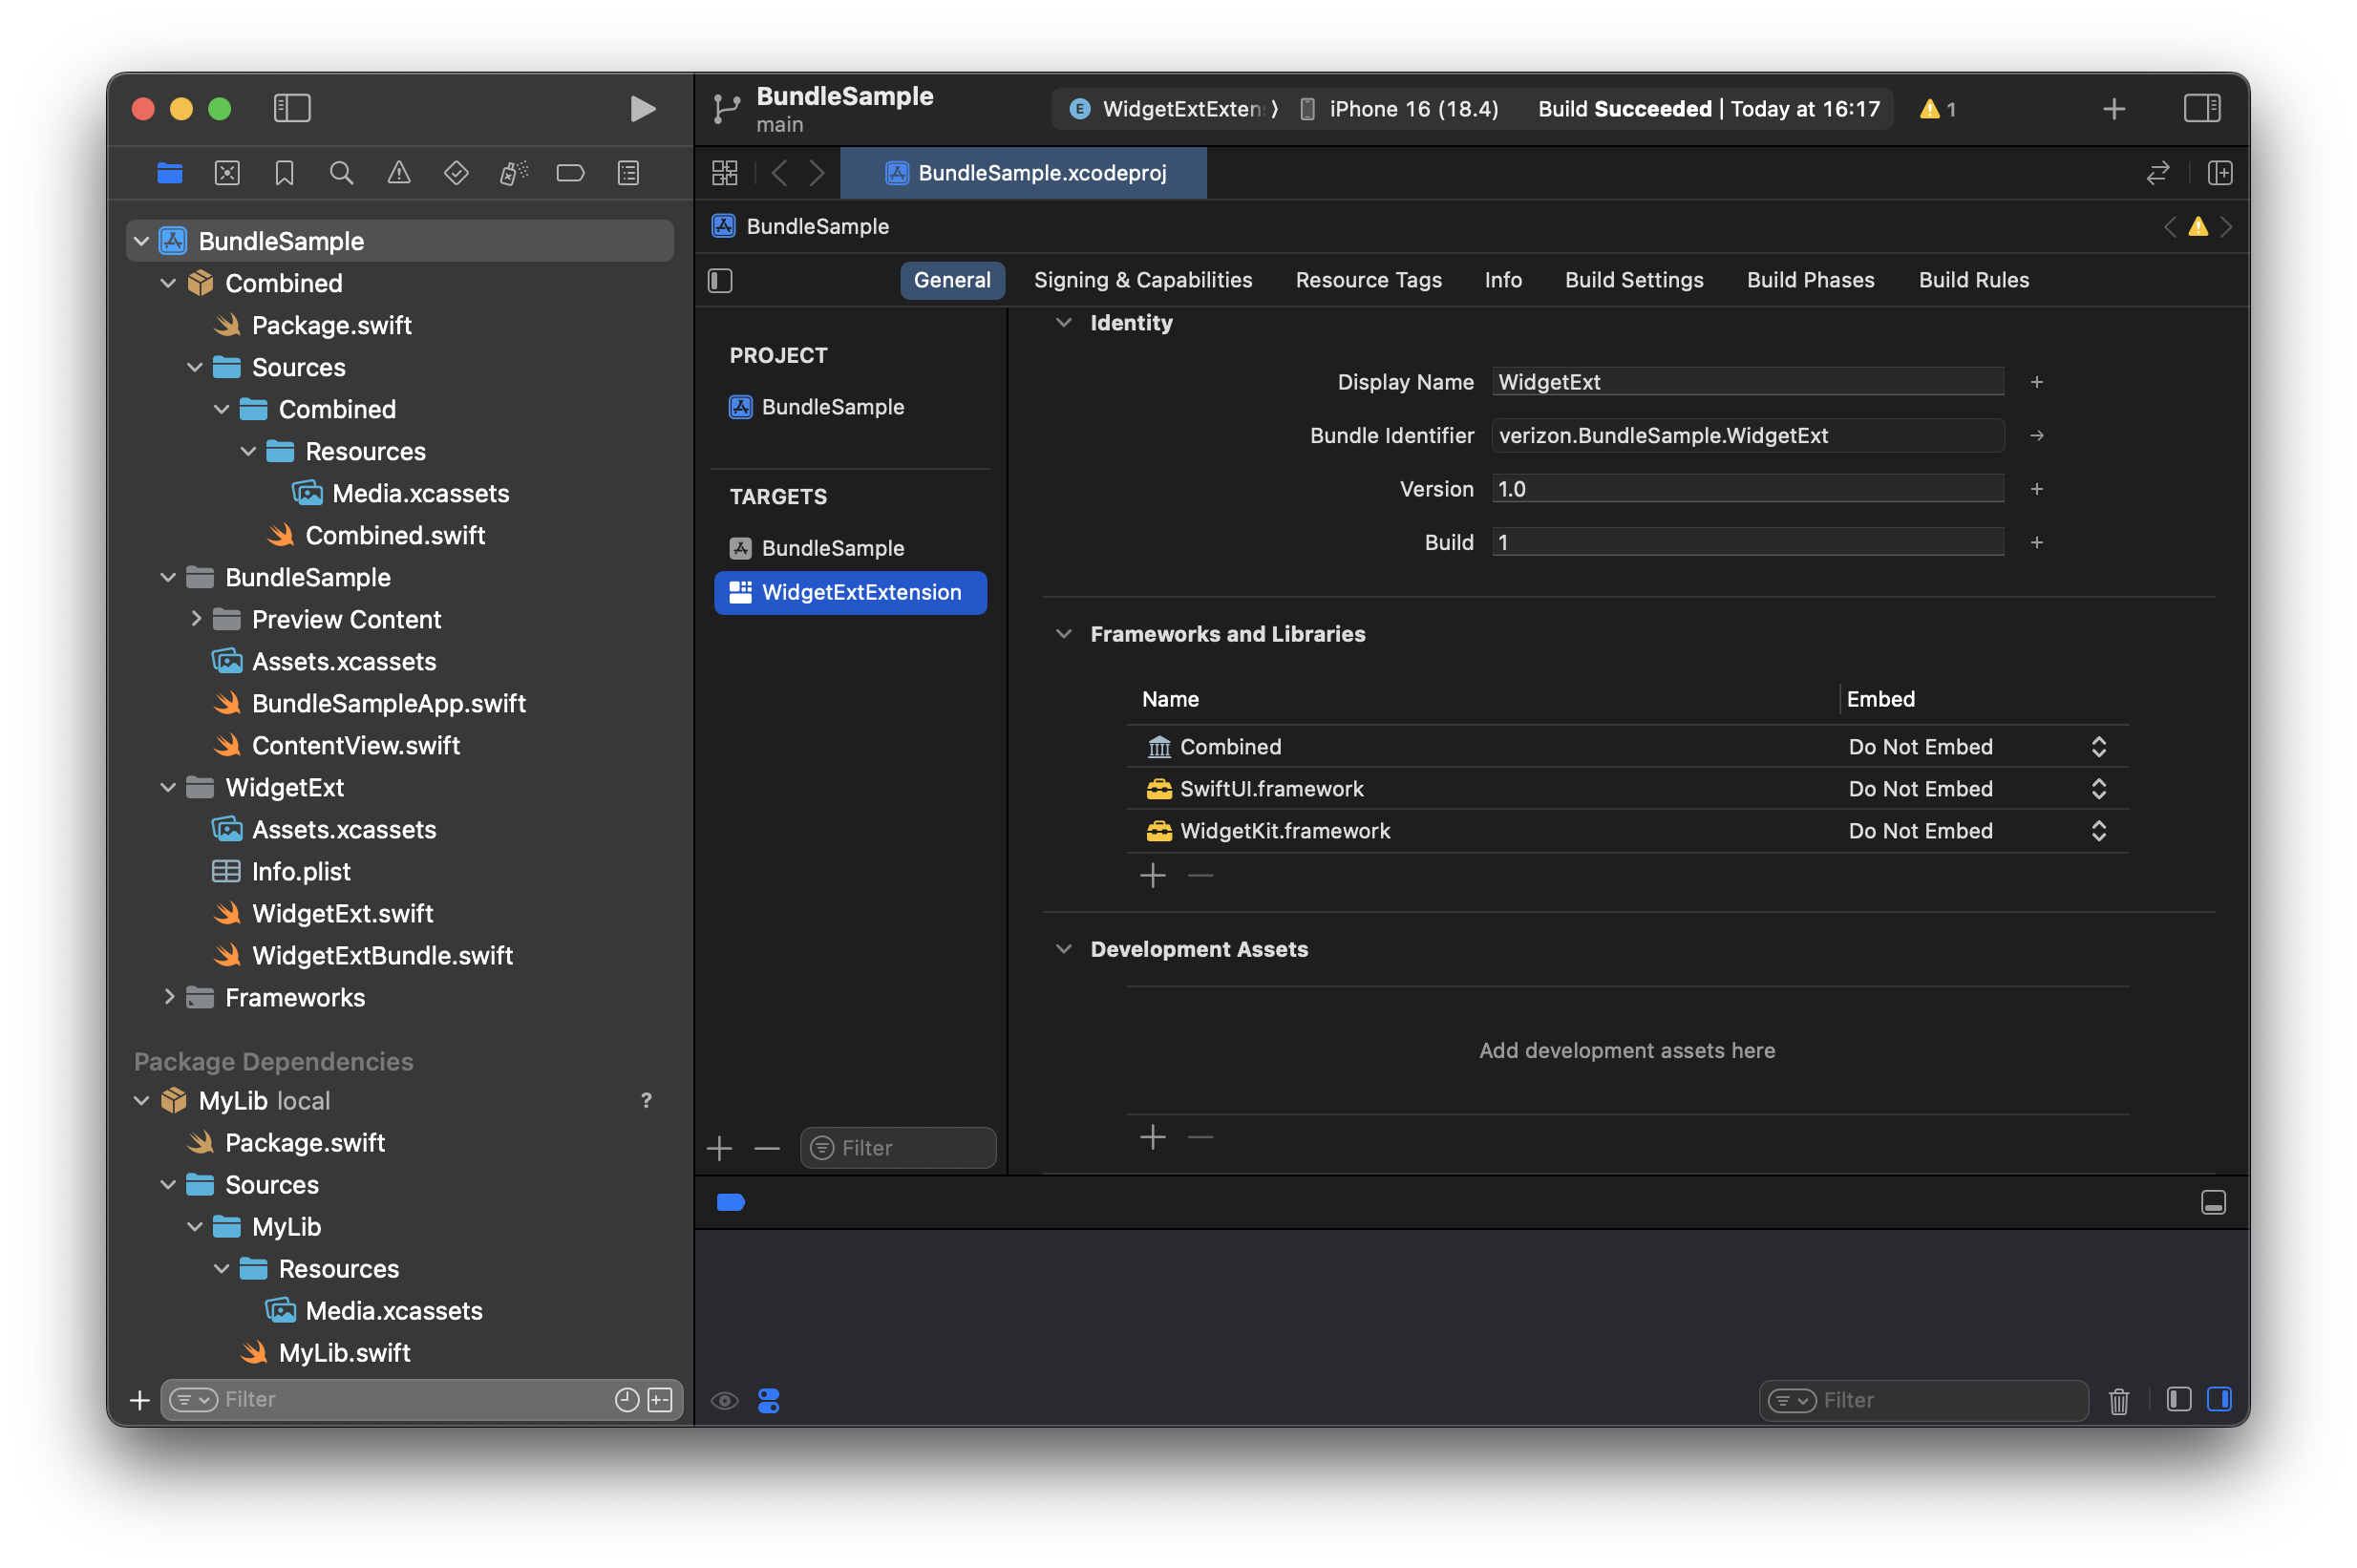 BundleSample
main
E WidgetExtExten
iPhone 16 (18.4)
Build Succeeded | Today at 16:17
1
BundleSample
Combined
Package.swift
Sources
Combined
Resources
Media.xcassets
Combined.swift
BundleSample
Preview Content
Assets.xcassets
BundleSampleApp.swift
ContentView.swift
WidgetExt
Assets.xcassets
Info.plist
WidgetExt.swift
WidgetExtBundle.swift
Frameworks
Package Dependencies
MyLib local ?
Package.swift
Sources
MyLib
Resources
Media.xcassets
MyLib.swift
Filter
BundleSample.xcodeproj
BundleSample
General Signing & Capabilities Resource Tags Info Build Settings Build Phases Build Rules
PROJECT
BundleSample
TARGETS
BundleSample
WidgetExtExtension
Filter
Identity
Display Name WidgetExt
Bundle Identifier verizon.BundleSample.WidgetExt
Version 1.0
Build 1
Frameworks and Libraries
Name Embed
Combined Do Not Embed
SwiftUI.framework Do Not Embed
WidgetKit.framework Do Not Embed
Development Assets
Add development assets here
Filter